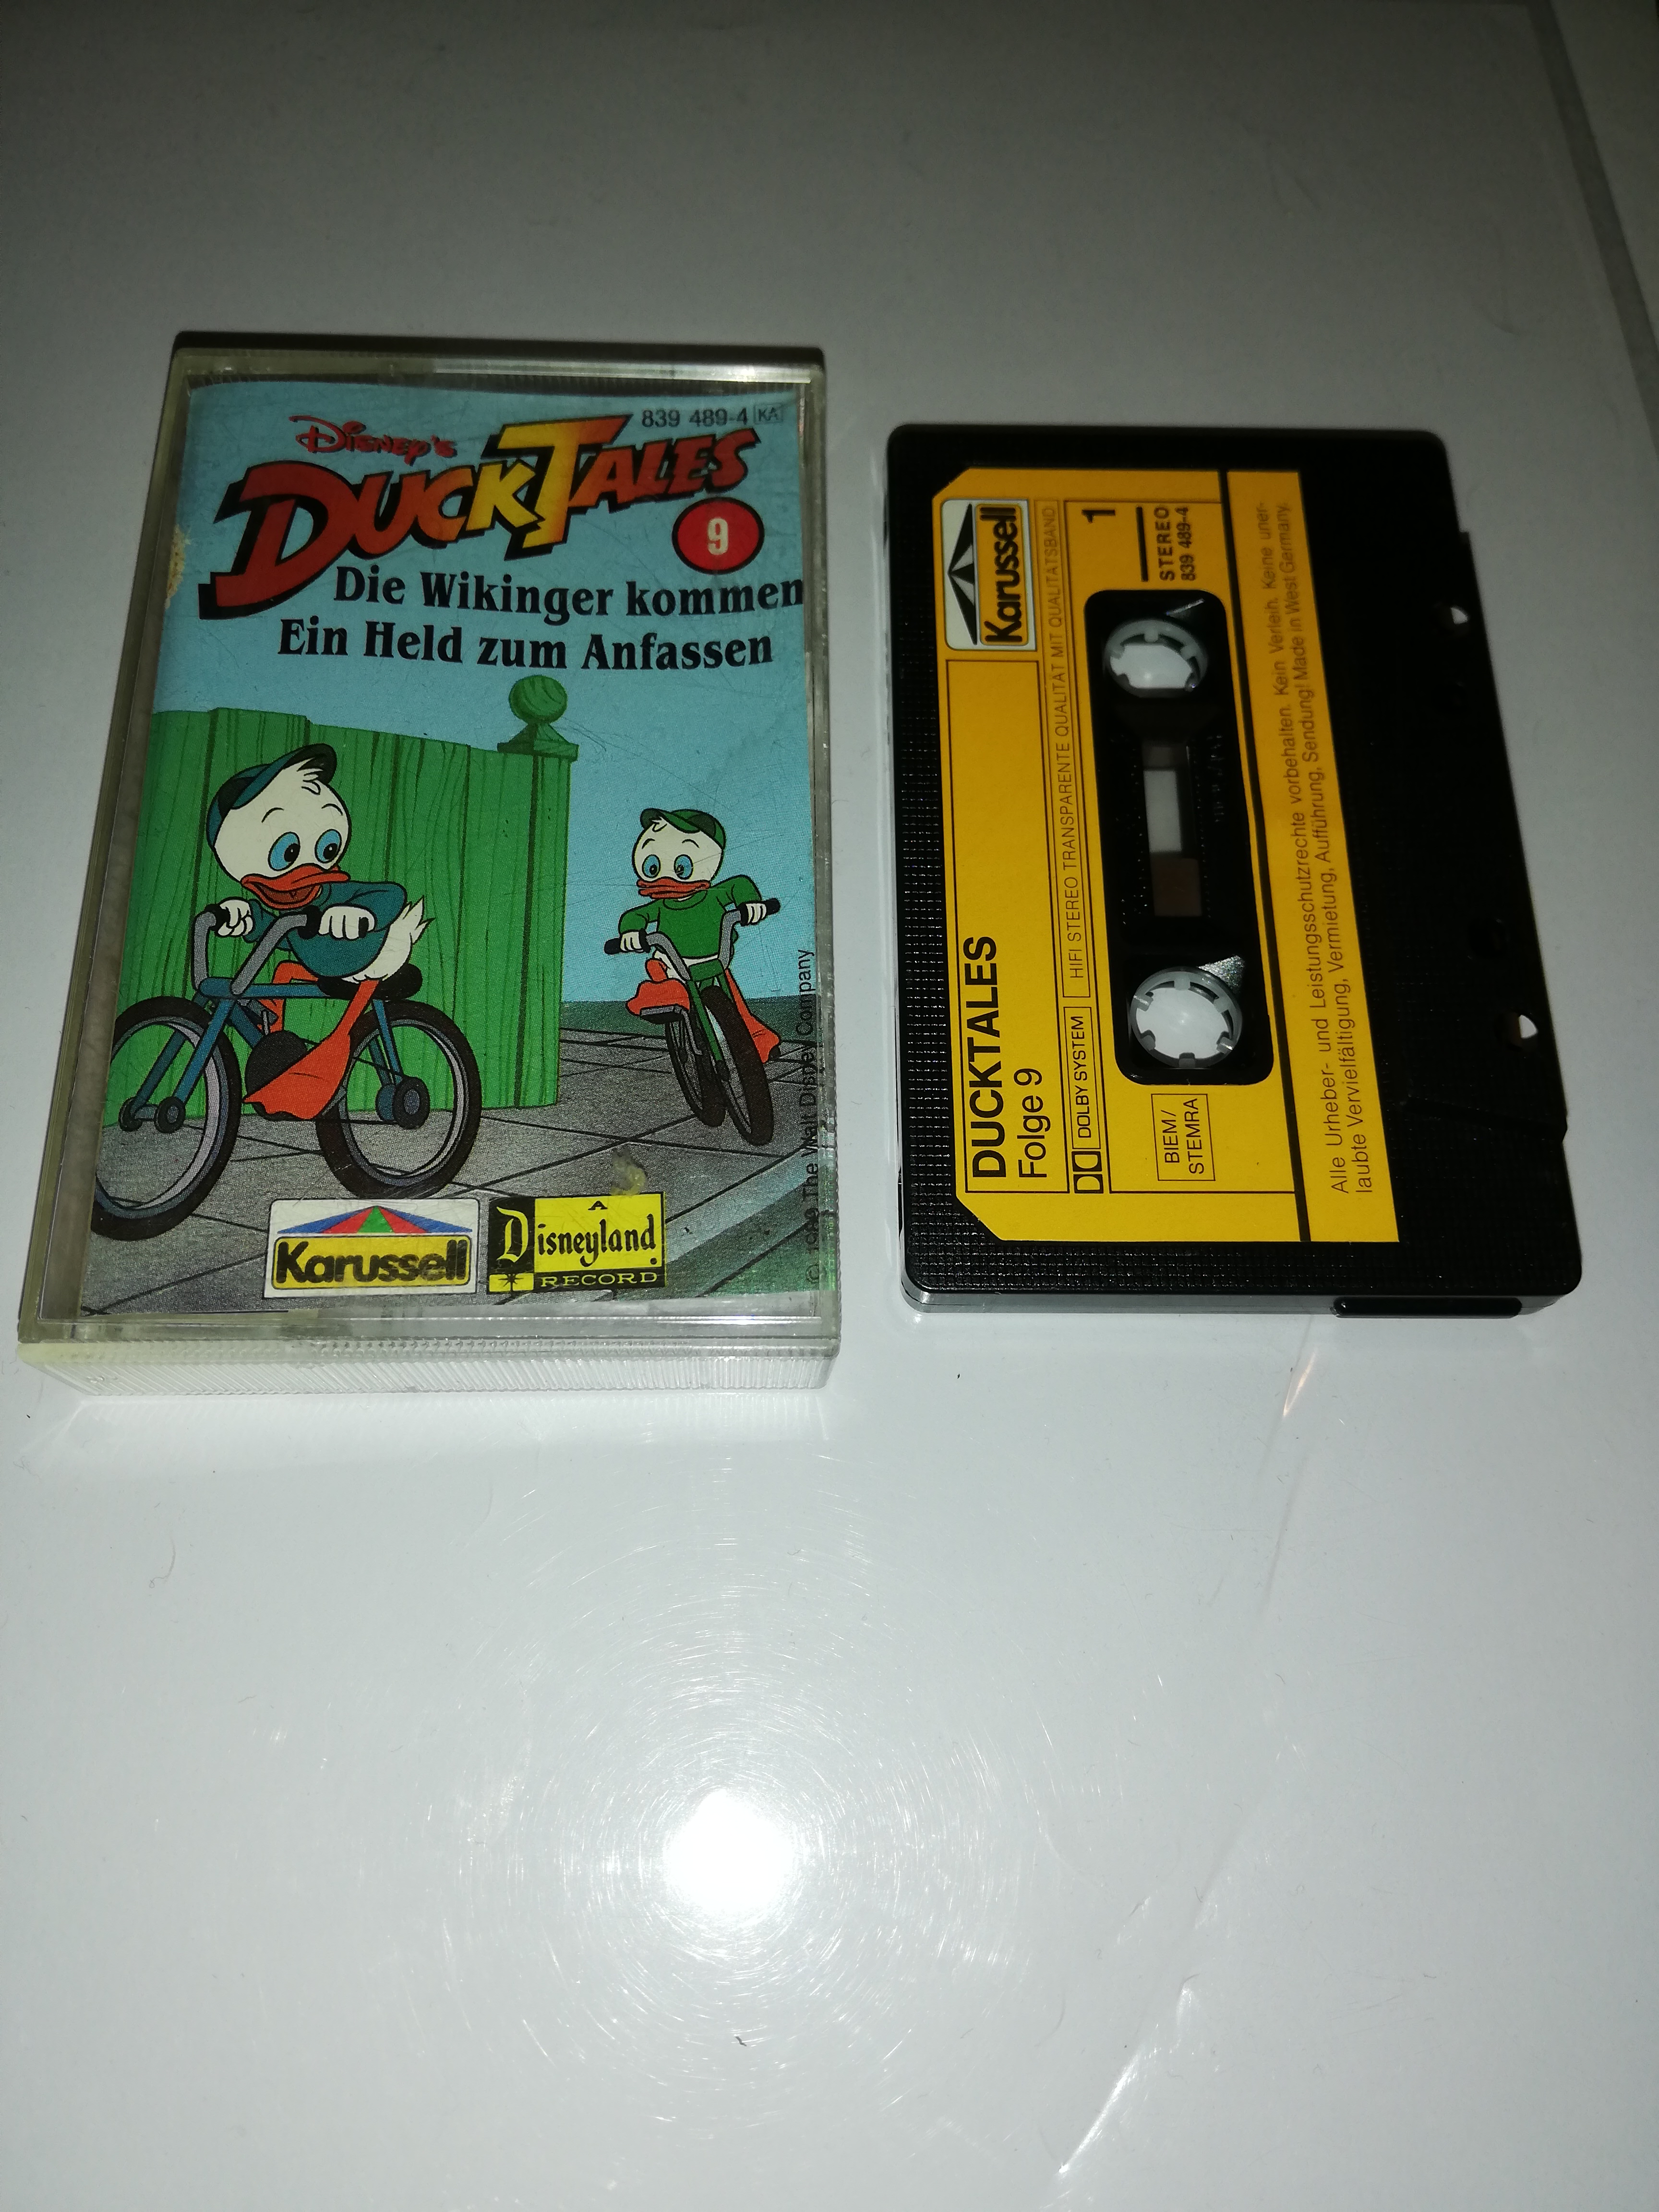 839 489-4 KA
DISNEY'S
DUCKTALES
9
Die Wikinger kommen
Ein Held zum Anfassen
The Walt Disney Company
Karussell
A
Disneyland
RECORD
Karussell
DUCKTALES
Folge 9
DOLBY SYSTEM HIFI STEREO TRANSPARENTE QUALITÄT MIT QUALITÄTSBAND
1
STEREO
839 489-4
BIEM/
STEMRA
Alle Urheber- und Leistungsschutzrechte vorbehalten. Kein Verleih. Keine uner-
laubte Vervielfältigung, Vermietung, Aufführung, Sendung! Made in West Germany.